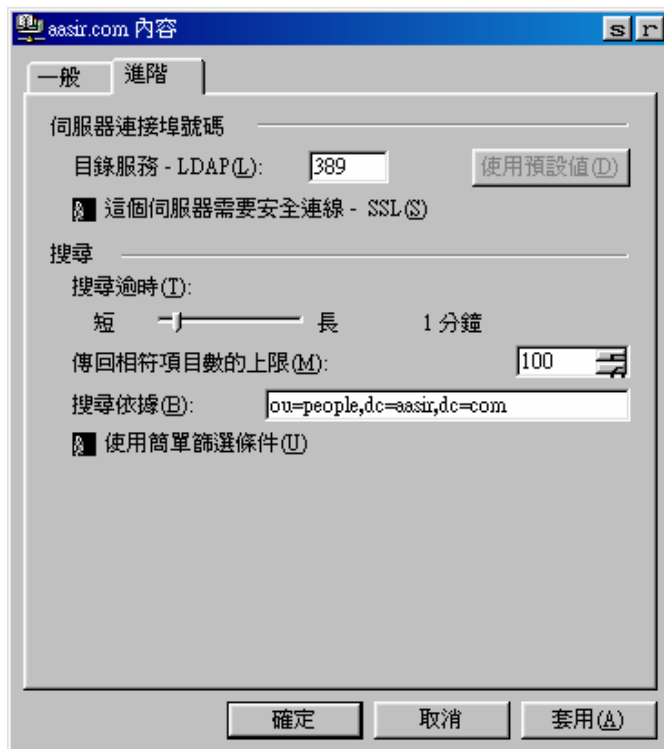 aasir.com 內容
一般 進階
伺服器連接埠號碼
目錄服務 - LDAP(L): 389 使用預設值(D)
這個伺服器需要安全連線 - SSL(S)
搜尋
搜尋逾時(T):
短 長 1 分鐘
傳回相符項目數的上限(M): 100
搜尋依據(B): ou=people,dc=aasir,dc=com
使用簡單篩選條件(U)
確定 取消 套用(A)